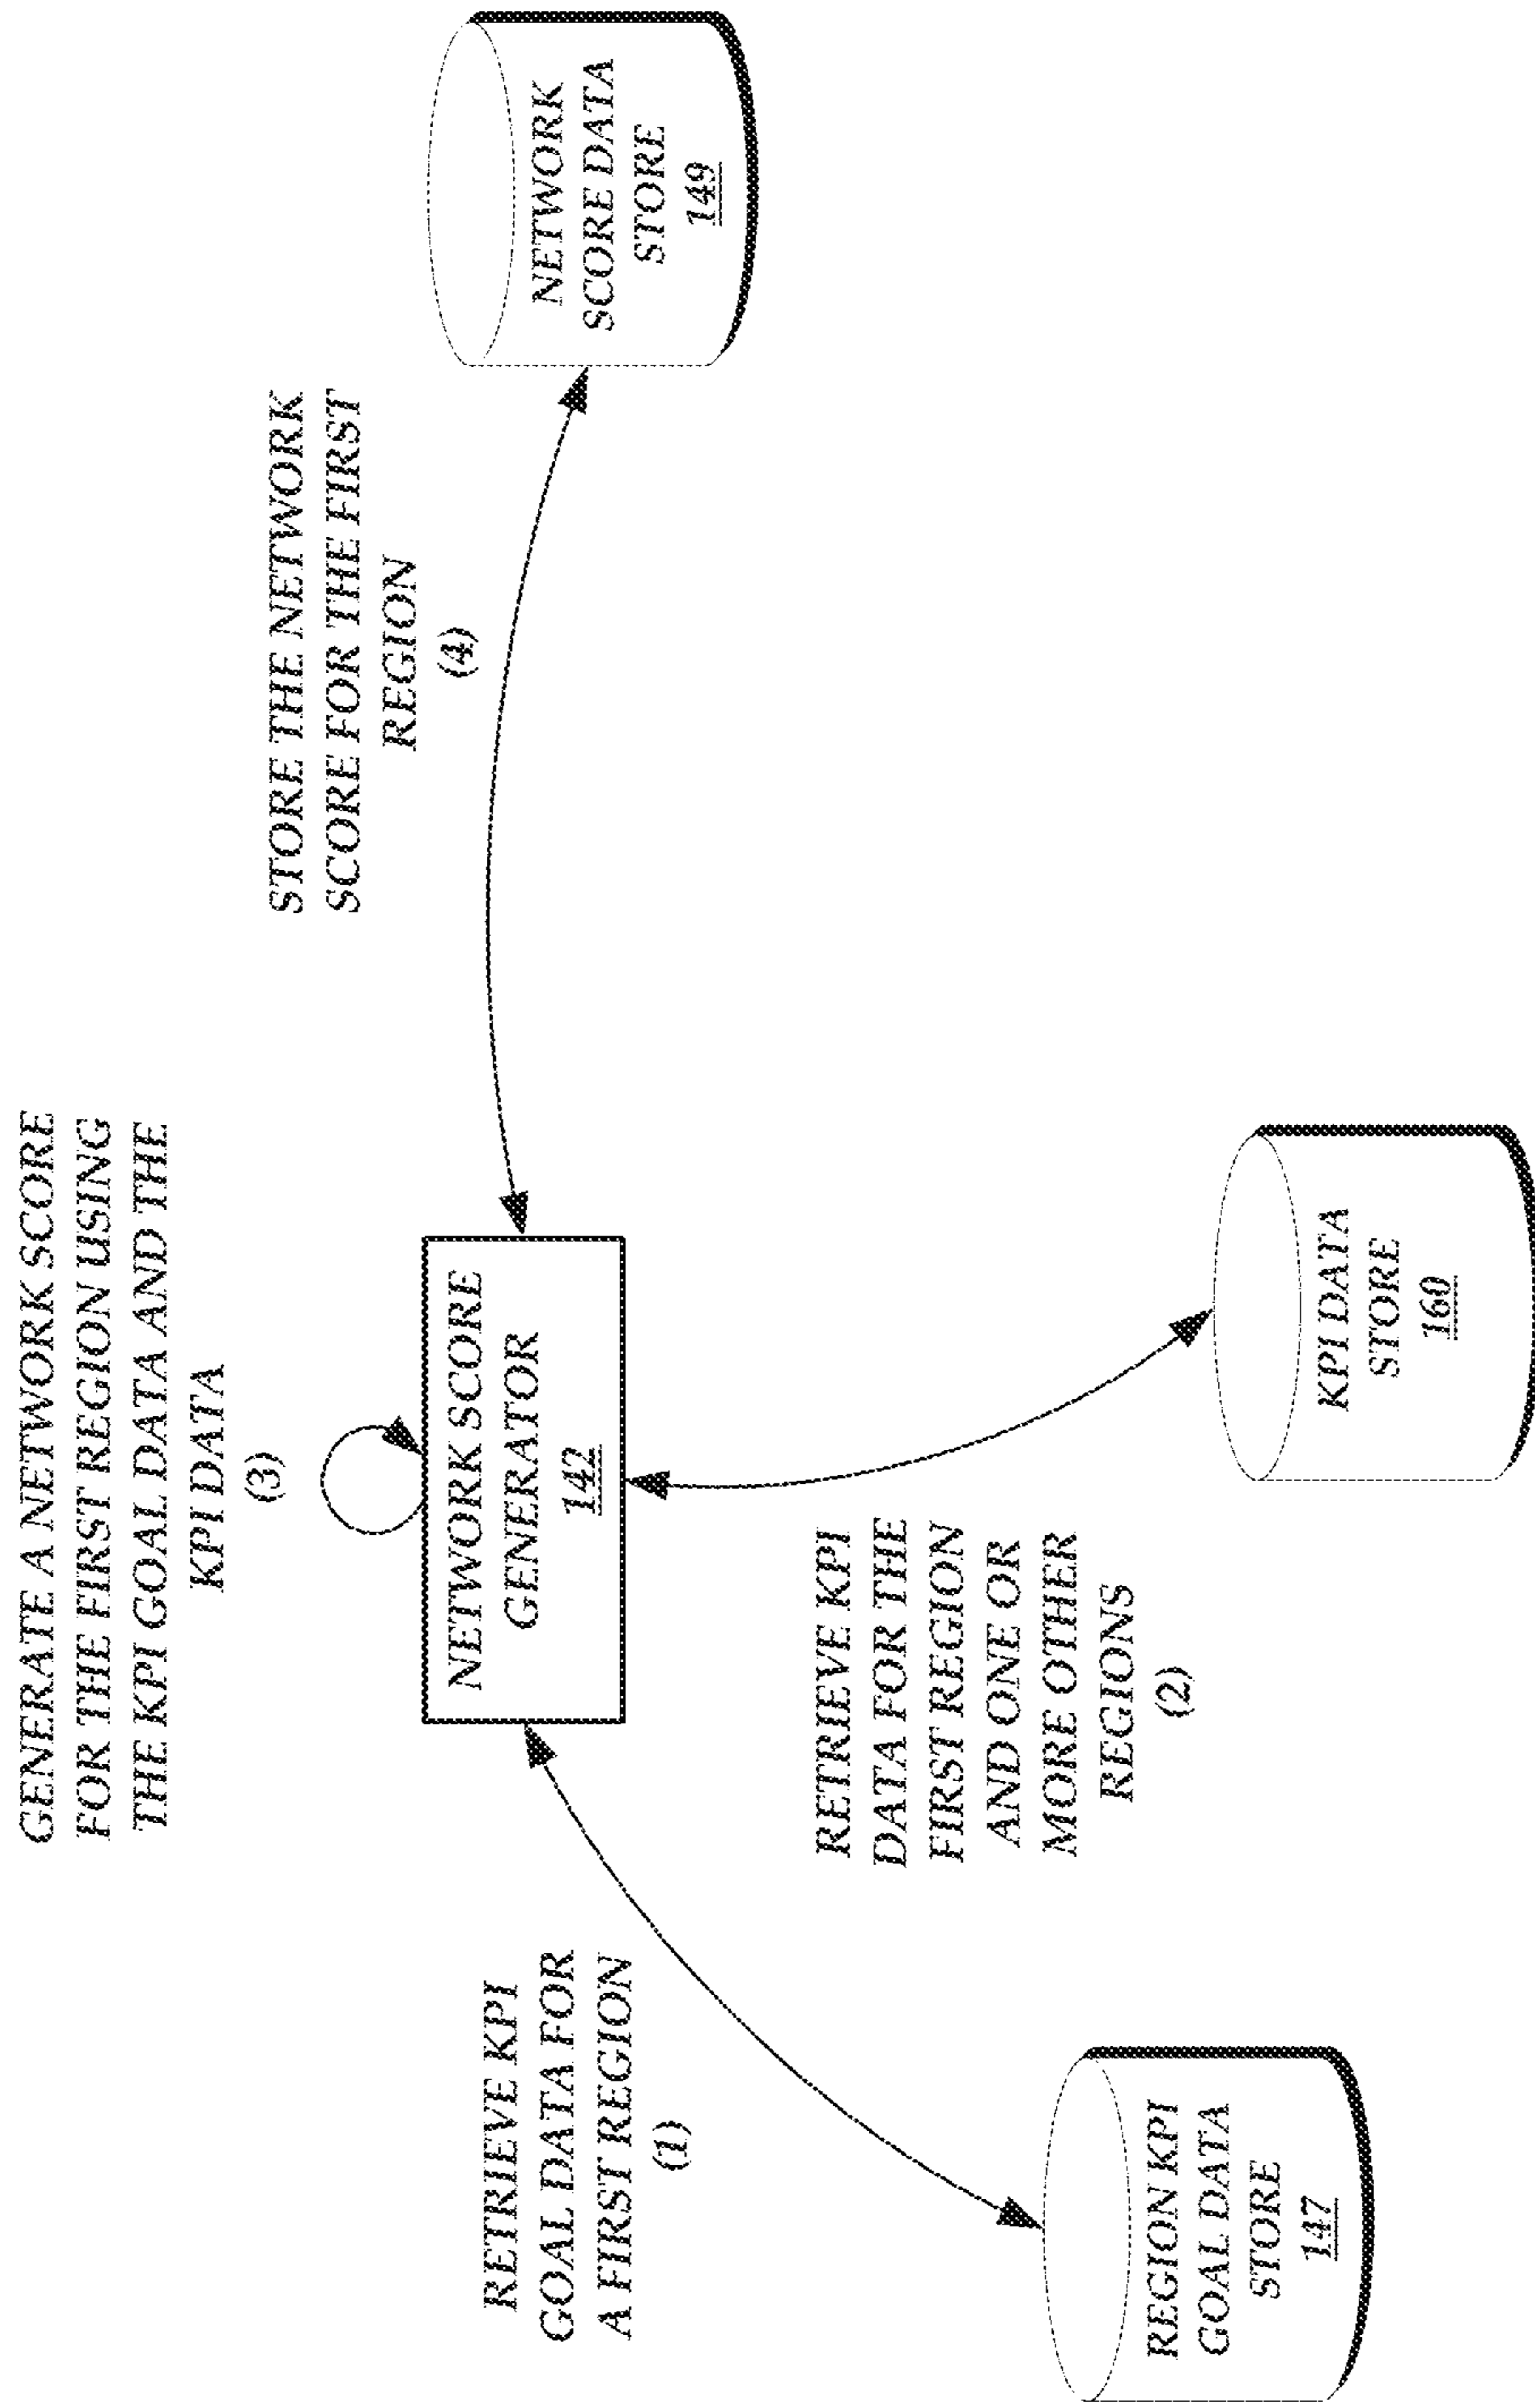 GENERATE A NETWORK SCORE
FOR THE FIRST REGION USING
THE KPI GOAL DATA AND THE
KPI DATA
(3)
STORE THE NETWORK
SCORE FOR THE FIRST
REGION
(4)
RETRIEVE KPI
GOAL DATA FOR
A FIRST REGION
(1)
NETWORK SCORE
GENERATOR
142
NETWORK
SCORE DATA
STORE
149
RETRIEVE KPI
DATA FOR THE
FIRST REGION
AND ONE OR
MORE OTHER
REGIONS
(2)
REGION KPI
GOAL DATA
STORE
147
KPI DATA
STORE
160